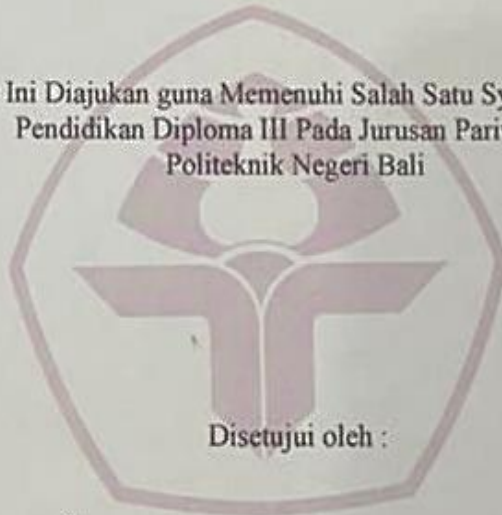 Ini Diajukan guna Memenuhi Salah Satu
Pendidikan Diploma III Pada Jurusan
Politeknik Negeri Bali
Disetujui oleh :